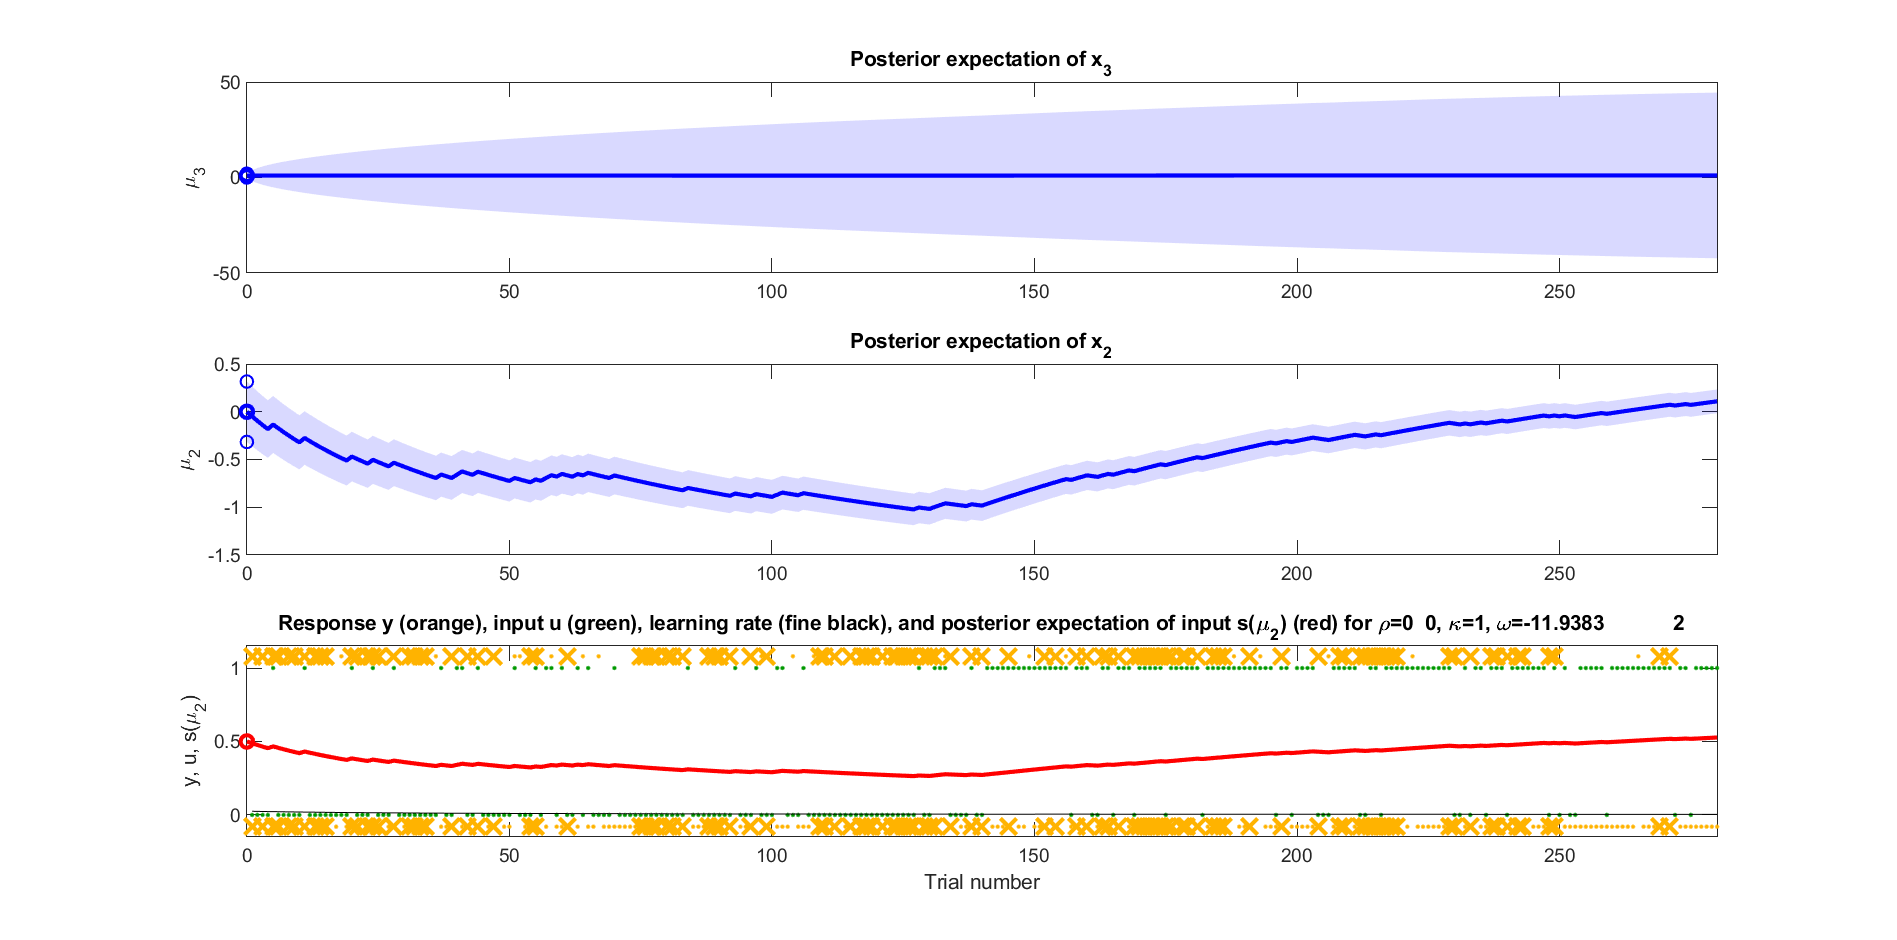 Posterior expectation of x3
50
0
-50
μ3
0 50 100 150 200 250
Posterior expectation of x2
0.5
0
-0.5
-1
-1.5
μ2
0 50 100 150 200 250
Response y (orange), input u (green), learning rate (fine black), and posterior expectation of input s(μ2) (red) for ρ=0 0, κ=1, ω=-11.9383 2
1
0.5
0
y, u, s(μ2)
0 50 100 150 200 250
Trial number